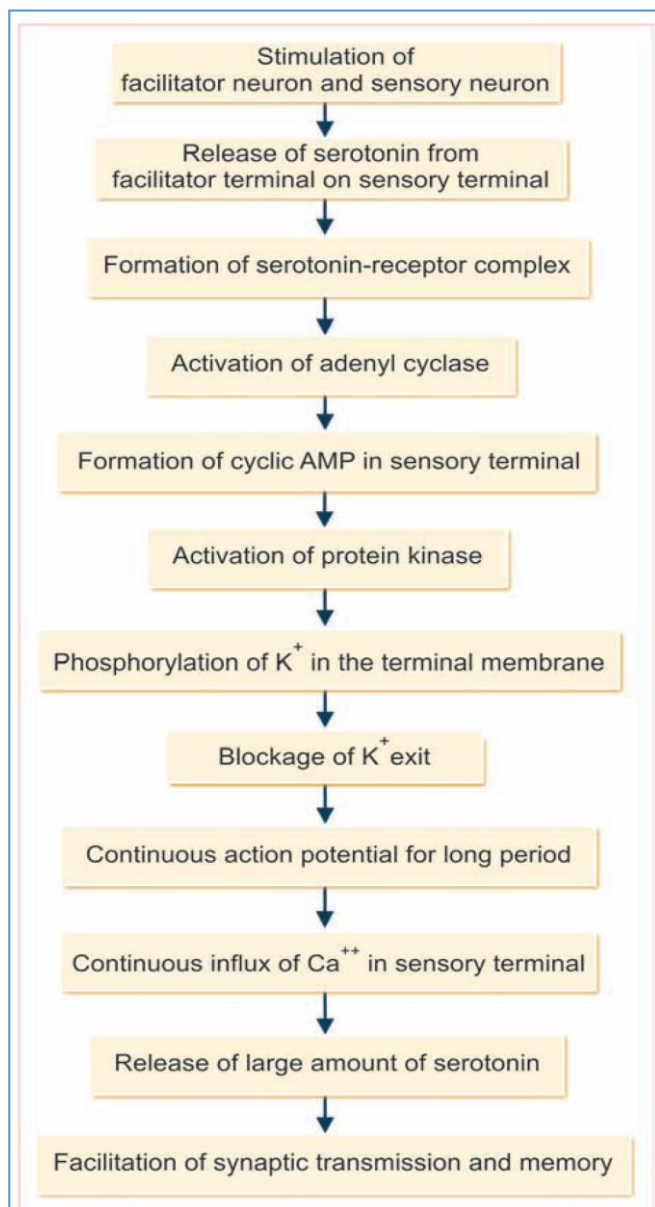 Stimulation of
facilitator neuron and sensory neuron
Release of serotonin from
facilitator terminal on sensory terminal
Formation of serotonin-receptor complex
Activation of adenyl cyclase
Formation of cyclic AMP in sensory terminal
Activation of protein kinase
Phosphorylation of K⁺ in the terminal membrane
Blockage of K⁺exit
Continuous action potential for long period
Continuous influx of Ca⁺⁺ in sensory terminal
Release of large amount of serotonin
Facilitation of synaptic transmission and memory